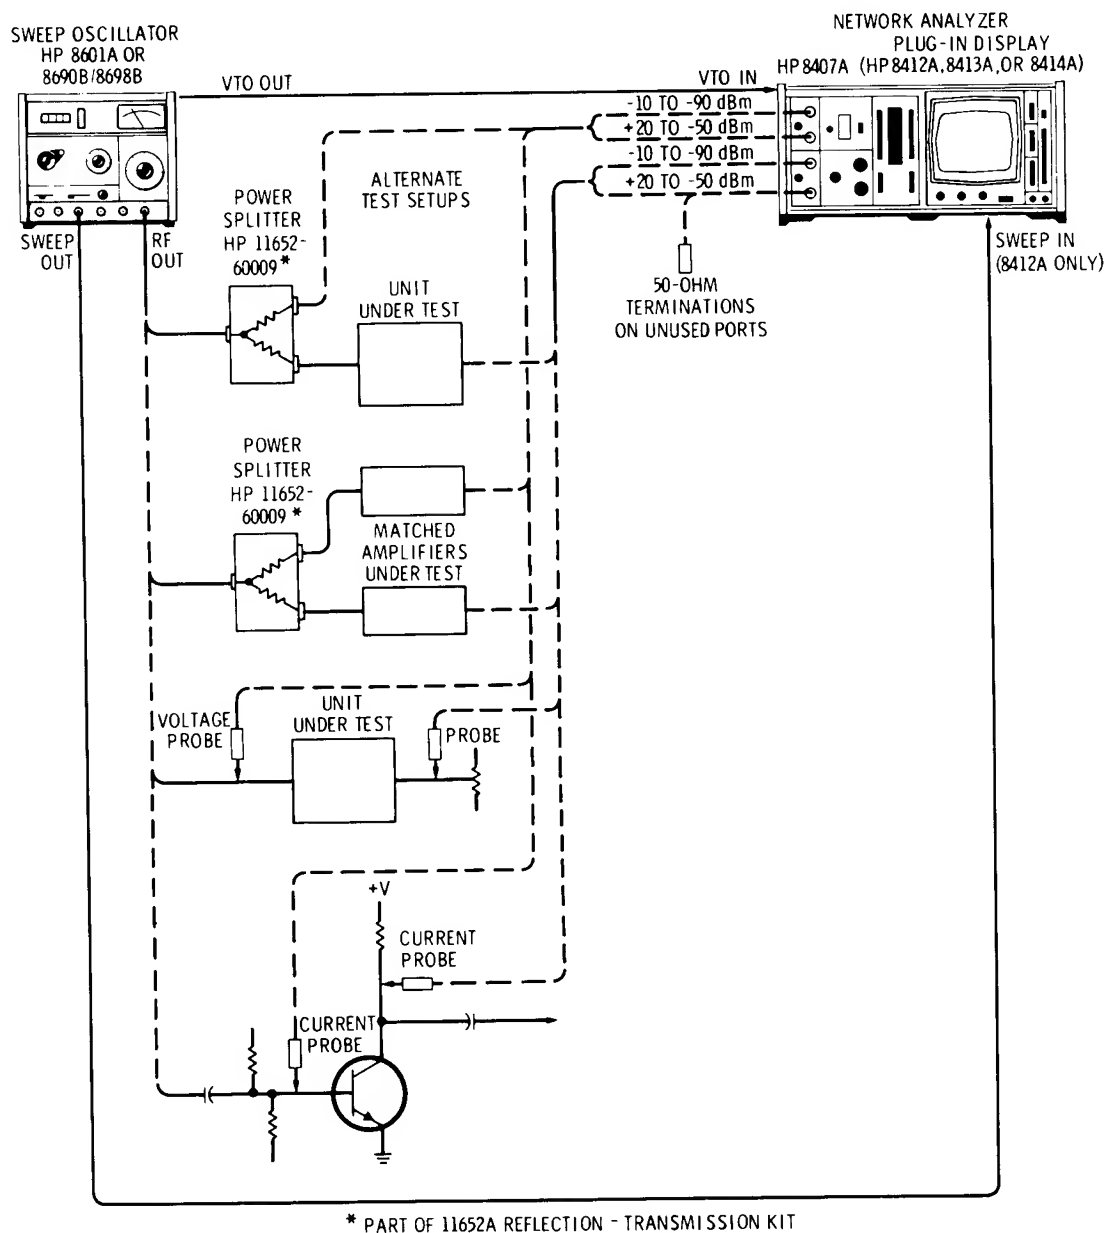 SWEEP OSCILLATOR
HP 8601A OR
8690B/8698B
NETWORK ANALYZER
PLUG-IN DISPLAY
HP8407A (HP8412A,8413A,OR 8414A)
VTO OUT
VTO IN
-10 TO -90 dBm
+20 TO -50 dBm
-10 TO -90 dBm
+20 TO -50 dBm
ALTERNATE
TEST SETUPS
SWEEP
OUT
RF
OUT
POWER
SPLITTER
HP 11652-
60009 *
SWEEP IN
(8412A ONLY)
50-OHM
TERMINATIONS
ON UNUSED PORTS
UNIT
UNDER TEST
POWER
SPLITTER
HP 11652-
60009 *
MATCHED
AMPLIFIERS
UNDER TEST
VOLTAGE
PROBE
UNIT
UNDER TEST
PROBE
+V
CURRENT
PROBE
CURRENT
PROBE
* PART OF 11652A REFLECTION - TRANSMISSION KIT